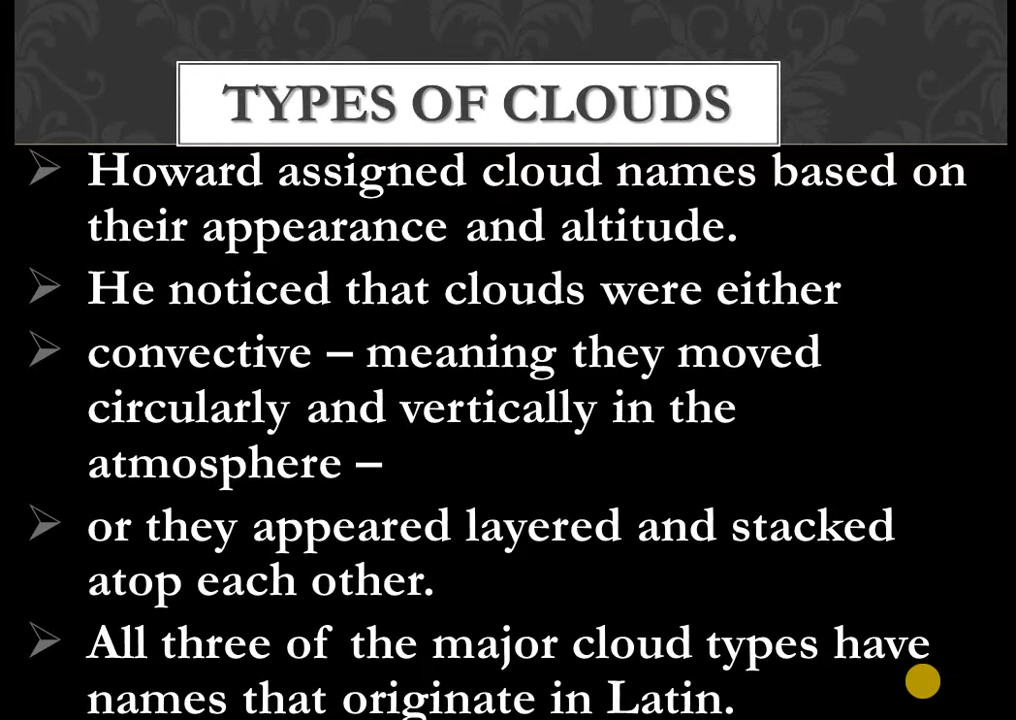 TYPES OF CLOUDS
Howard assigned cloud names based on
their appearance and altitude.
He noticed that clouds were either
convective – meaning they moved
circularly and vertically in the
atmosphere –
or they appeared layered and stacked
atop each other.
All three of the major cloud types have
names that originate in Latin.